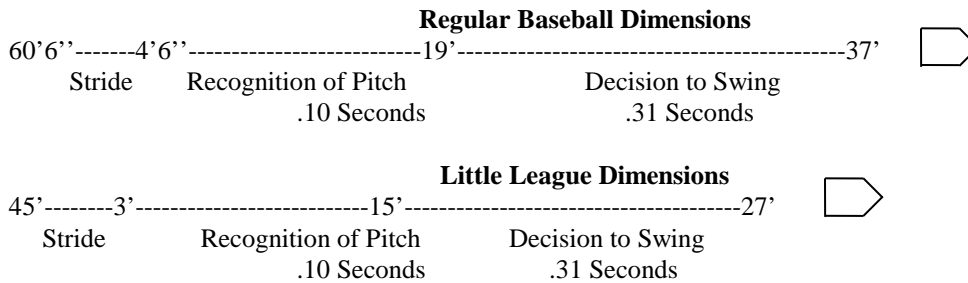 Regular Baseball Dimensions
60'6''-------4'6''--------------------------19'-------------------------------------------37'
Stride Recognition of Pitch Decision to Swing
.10 Seconds .31 Seconds
Little League Dimensions
45'--------3'--------------------------15'-------------------------------------27'
Stride Recognition of Pitch Decision to Swing
.10 Seconds .31 Seconds